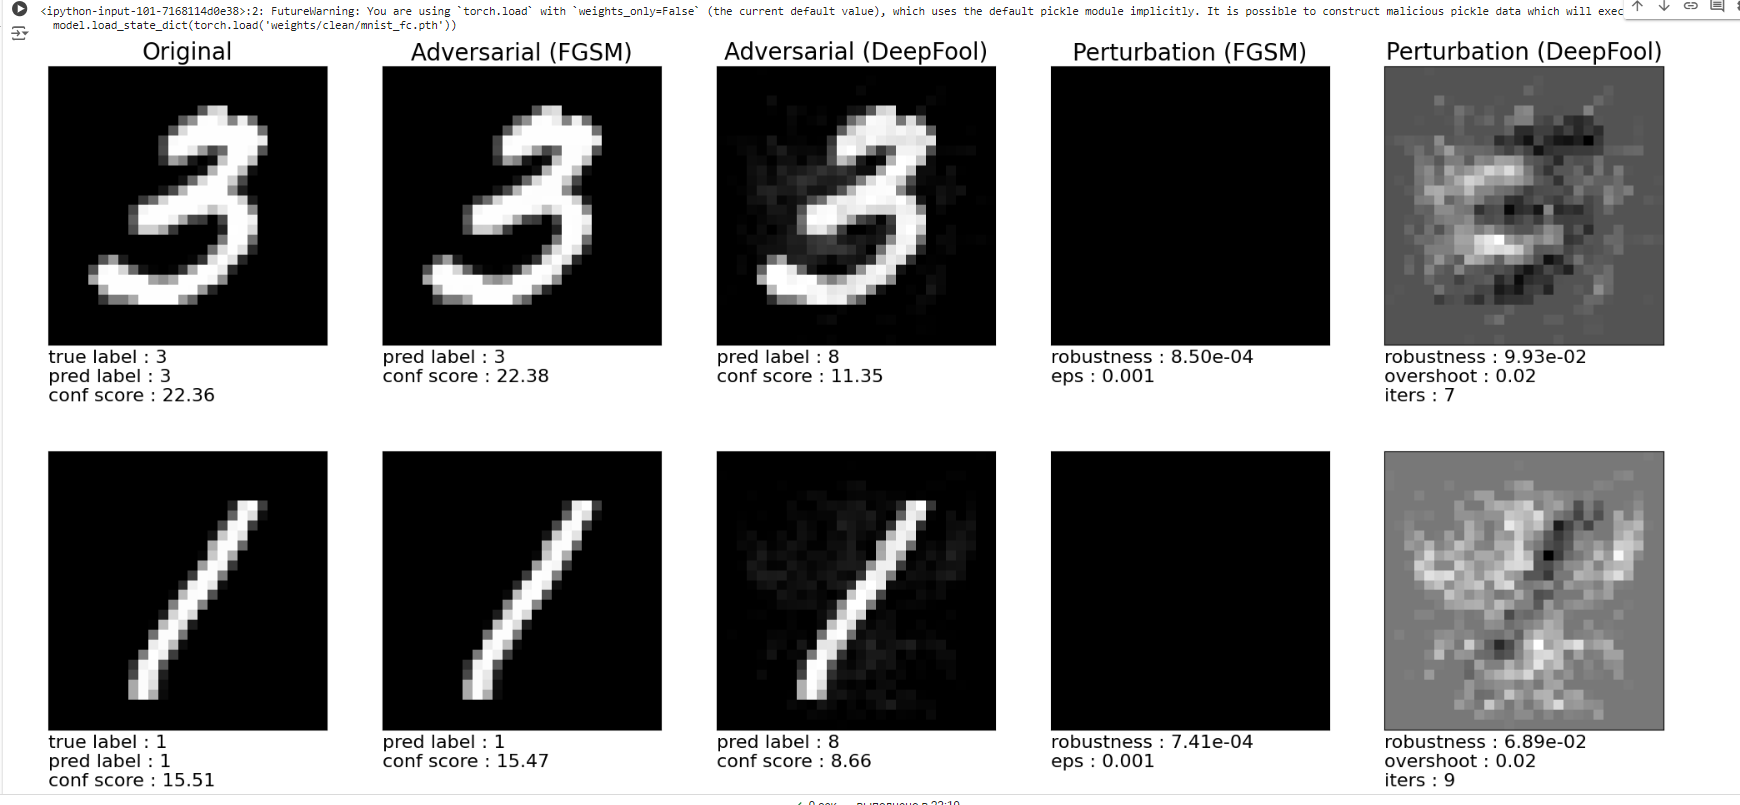 <ipython-input-101-7168114d0e38>:2: FutureWarning: You are using `torch.load` with `weights_only=False` (the current default value), which uses the default pickle module implicitly. It is possible to construct malicious pickle data which will exec
model.load_state_dict(torch.load('weights/clean/mnist_fc.pth'))
Original Adversarial (FGSM) Adversarial (DeepFool) Perturbation (FGSM) Perturbation (DeepFool)
true label : 3 pred label : 3 pred label : 8 robustness : 8.50e-04 robustness : 9.93e-02
pred label : 3 conf score : 22.38 conf score : 11.35 eps : 0.001 overshoot : 0.02
conf score : 22.36 iters : 7
true label : 1 pred label : 1 pred label : 8 robustness : 7.41e-04 robustness : 6.89e-02
pred label : 1 conf score : 15.47 conf score : 8.66 eps : 0.001 overshoot : 0.02
conf score : 15.51 iters : 9